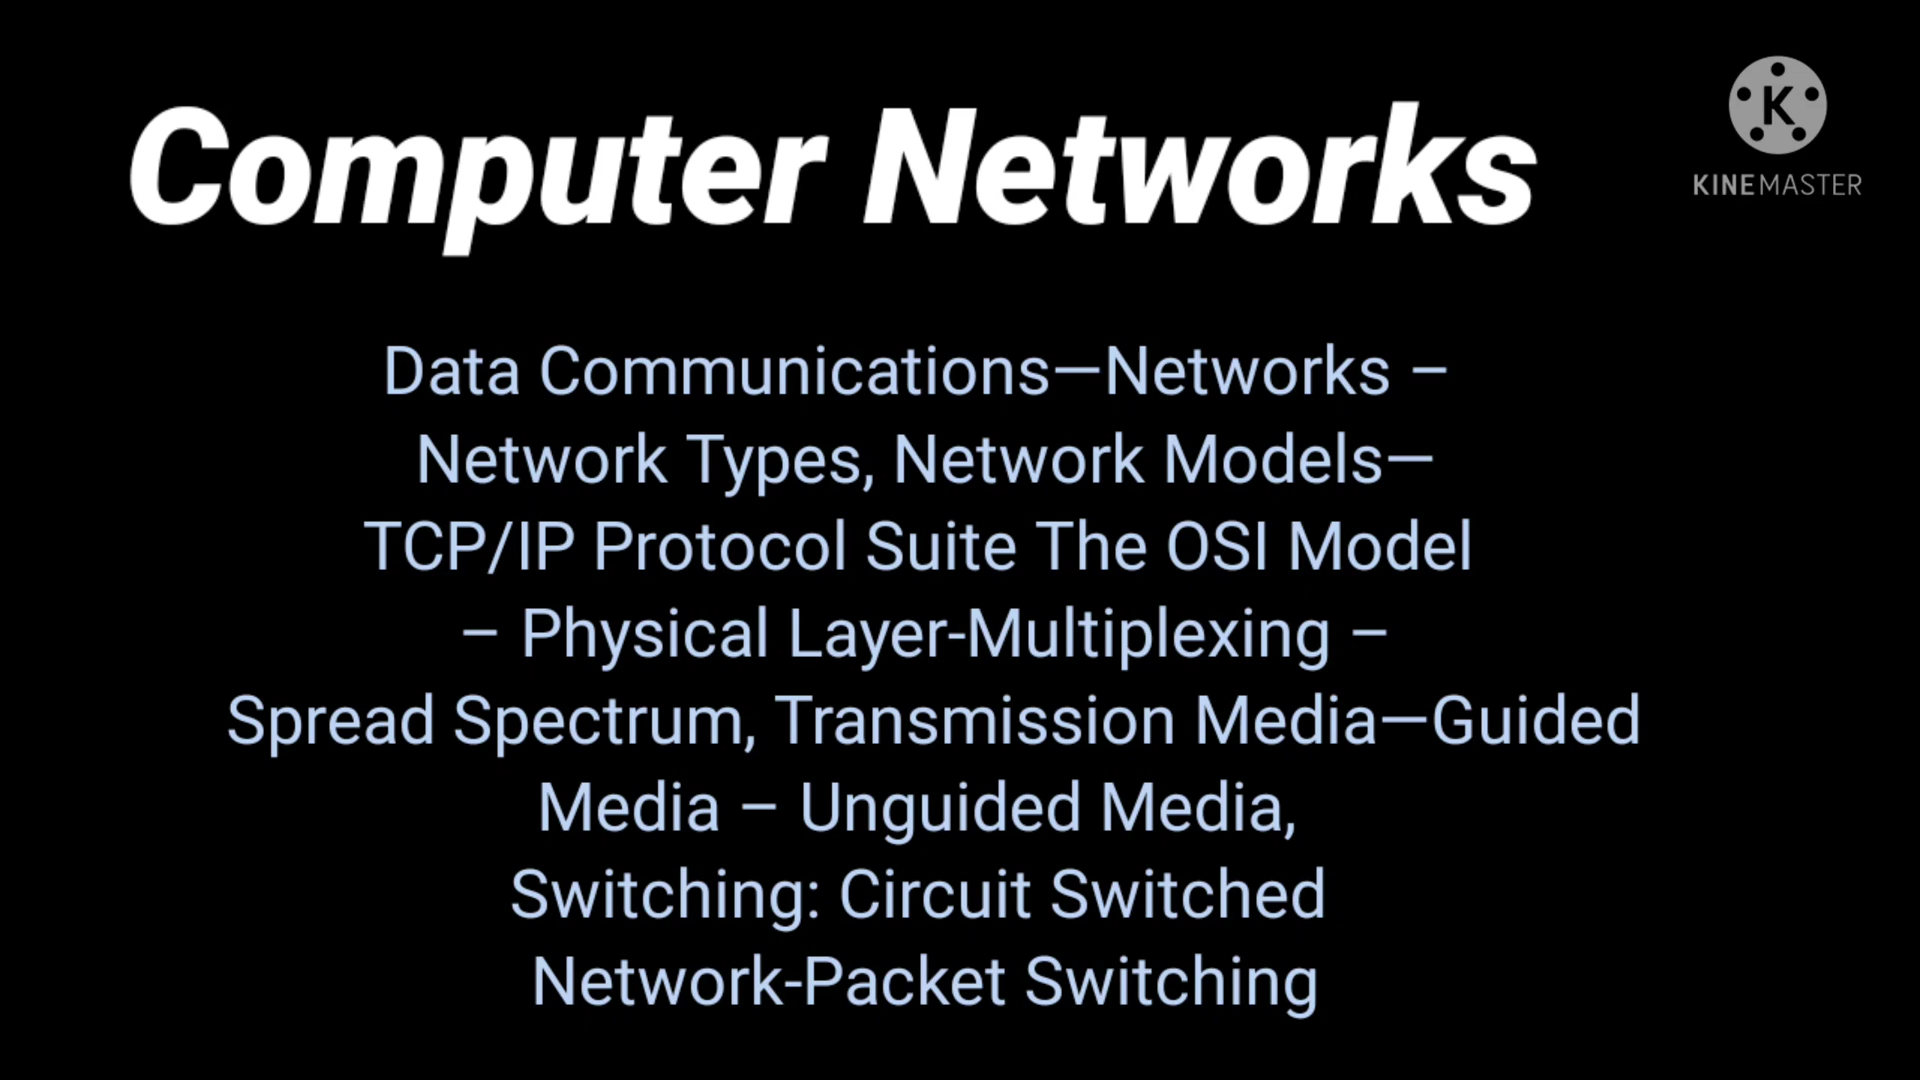 Computer Networks
K
KINEMASTER
Data Communications—Networks –
Network Types, Network Models—
TCP/IP Protocol Suite The OSI Model
– Physical Layer-Multiplexing –
Spread Spectrum, Transmission Media—Guided
Media – Unguided Media,
Switching: Circuit Switched
Network-Packet Switching